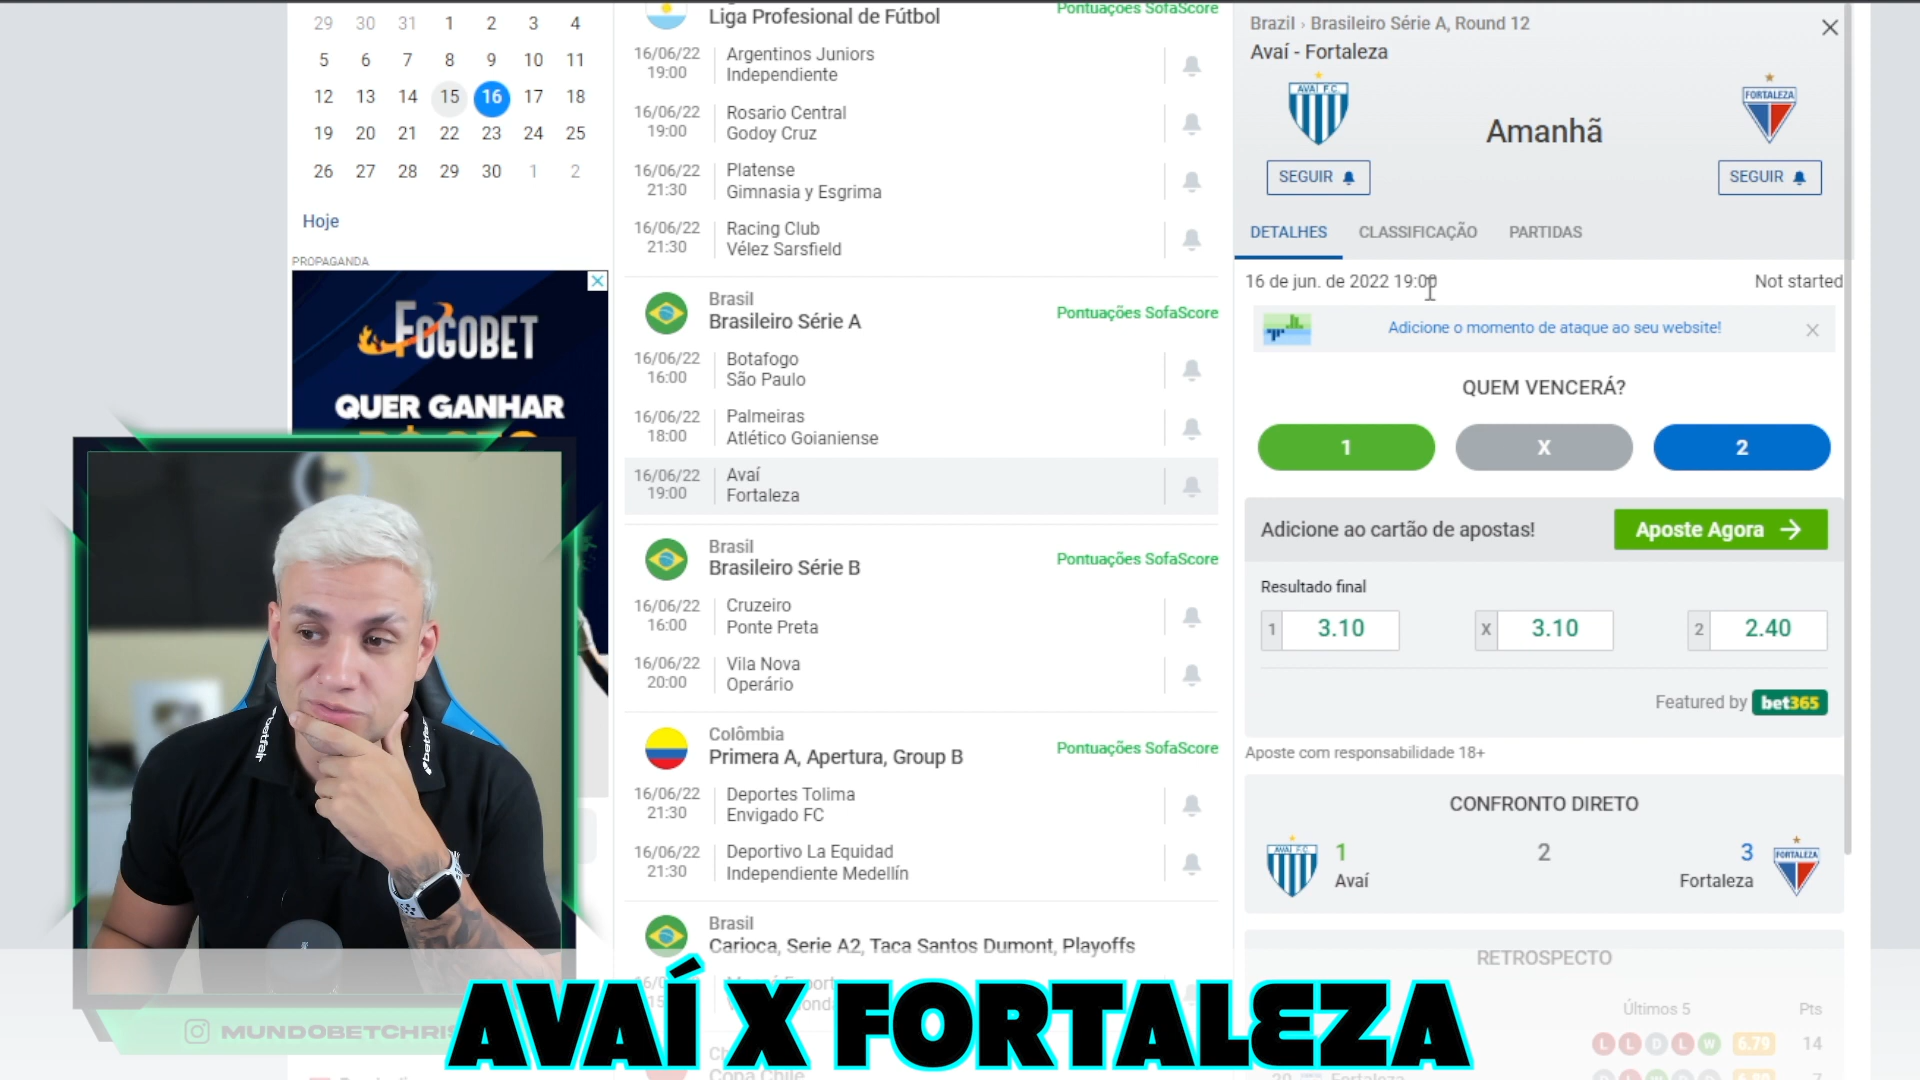 29 30 31 1 2 3 4
5 6 7 8 9 10 11
12 13 14 15 16 17 18
19 20 21 22 23 24 25
26 27 28 29 30 1 2
Hoje
PROPAGANDA
FOGOBET
QUER GANHAR
betfair
MUNDOBETCHRIS
Liga Profesional de Fútbol
Pontuações SofaScore
16/06/22 Argentinos Juniors
19:00 Independiente
16/06/22 Rosario Central
19:00 Godoy Cruz
16/06/22 Platense
21:30 Gimnasia y Esgrima
16/06/22 Racing Club
21:30 Vélez Sarsfield
Brasil
Brasileiro Série A
Pontuações SofaScore
16/06/22 Botafogo
16:00 São Paulo
16/06/22 Palmeiras
18:00 Atlético Goianiense
16/06/22 Avaí
19:00 Fortaleza
Brasil
Brasileiro Série B
Pontuações SofaScore
16/06/22 Cruzeiro
16:00 Ponte Preta
16/06/22 Vila Nova
20:00 Operário
Colômbia
Primera A, Apertura, Group B
Pontuações SofaScore
16/06/22 Deportes Tolima
21:30 Envigado FC
16/06/22 Deportivo La Equidad
21:30 Independiente Medellín
Brasil
Carioca, Serie A2, Taca Santos Dumont, Playoffs
Copa Chile
Brazil › Brasileiro Série A, Round 12
Avaí - Fortaleza
AVAÍ F.C.
FORTALEZA
Amanhã
SEGUIR
SEGUIR
DETALHES CLASSIFICAÇÃO PARTIDAS
16 de jun. de 2022 19:00
Not started
Adicione o momento de ataque ao seu website!
QUEM VENCERÁ?
1 X 2
Adicione ao cartão de apostas!
Aposte Agora
Resultado final
1 3.10 X 3.10 2 2.40
Featured by bet365
Aposte com responsabilidade 18+
CONFRONTO DIRETO
AVAÍ F.C.
1 2 3
FORTALEZA
Avaí Fortaleza
RETROSPECTO
Últimos 5 Pts
L L D L W 6.79 14
Fortaleza
AVAÍ X FORTALEZA